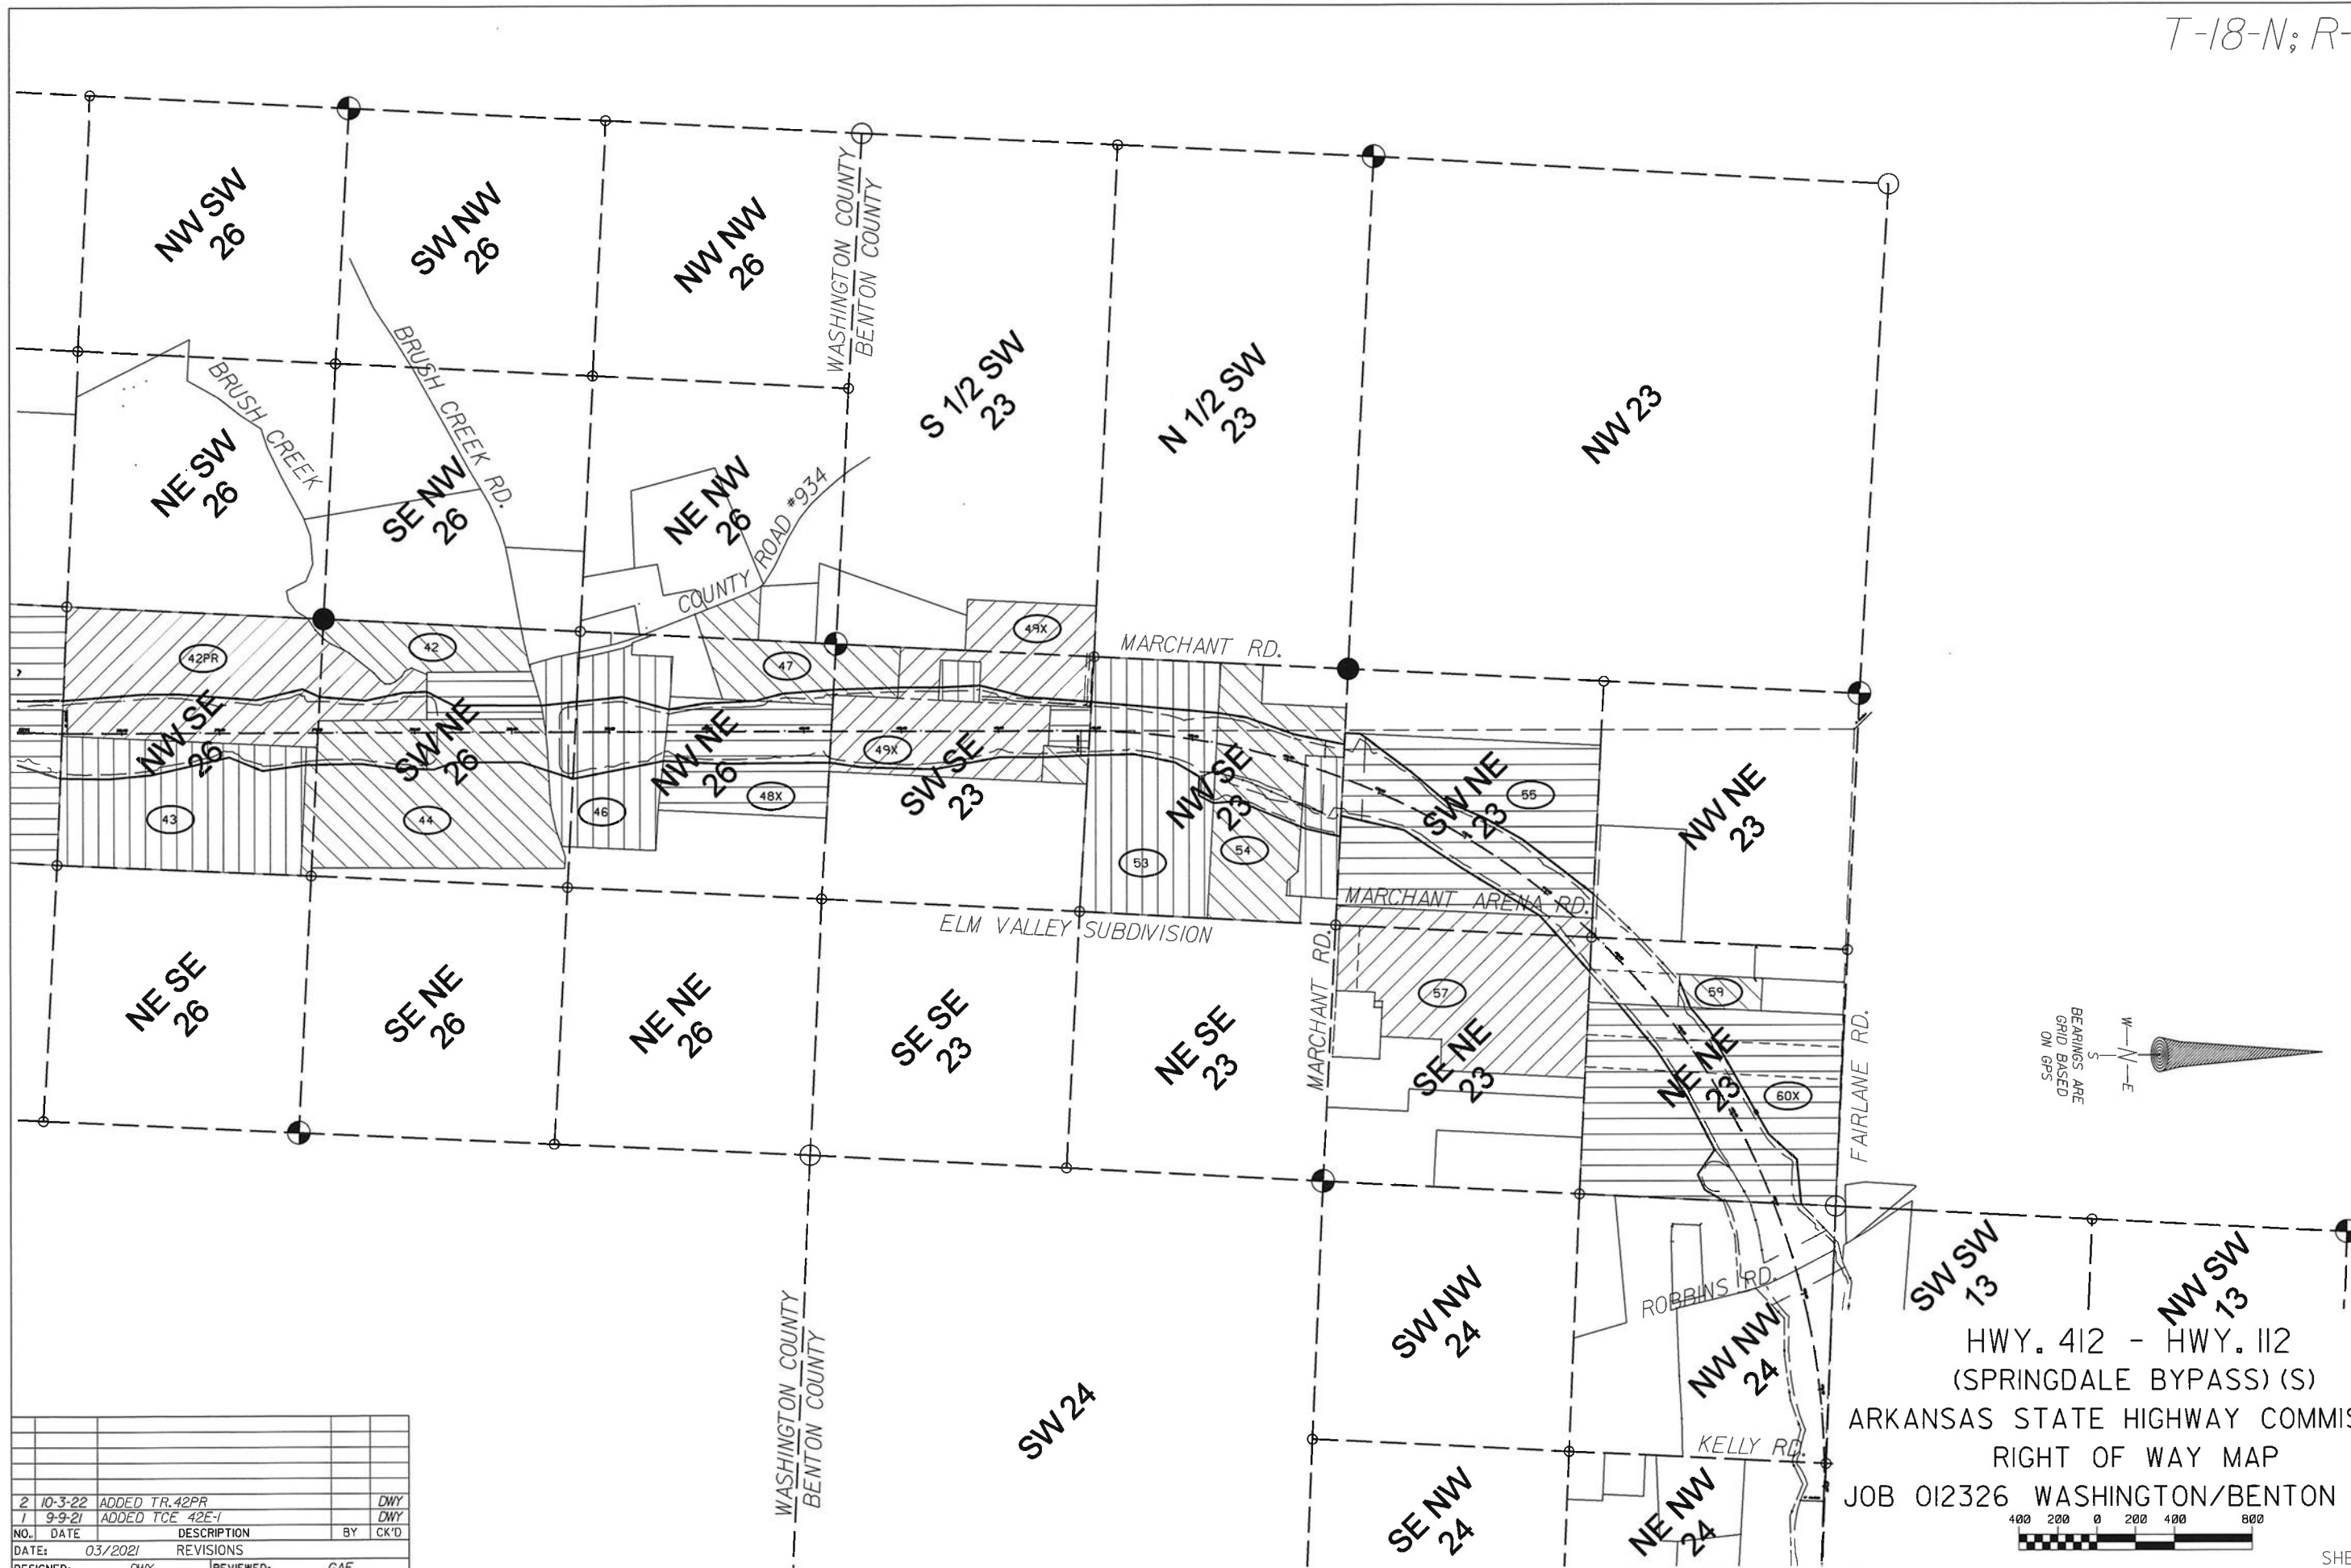 T-18-N; R-
NW SW
26
SW NW
26
NW NW
26
WASHINGTON COUNTY
BENTON COUNTY
S 1/2 SW
23
N 1/2 SW
23
NW 23
BRUSH CREEK
BRUSH CREEK RD.
NE SW
26
SE NW
26
NE NW
26
COUNTY ROAD #934
42PR
42
47
49X
MARCHANT RD.
NW SE
26
SW NE
26
NW NE
26
49X
SW SE
23
NW SE
23
SW NE
23
55
NW NE
23
43
44
46
48X
53
54
MARCHANT ARENA RD.
ELM VALLEY SUBDIVISION
NE SE
26
SE NE
26
NE NE
26
SE SE
23
NE SE
23
MARCHANT RD.
57
SE NE
23
59
NE NE
23
60X
FAIRLANE RD.
BEARINGS ARE
GRID BASED
ON GPS
W
S
N
E
WASHINGTON COUNTY
BENTON COUNTY
SW 24
SW NW
24
ROBBINS RD.
NW NW
24
SW SW
13
NW SW
13
KELLY RD.
SE NW
24
NE NW
24
HWY. 412 - HWY. 112
(SPRINGDALE BYPASS) (S)
ARKANSAS STATE HIGHWAY COMMIS
RIGHT OF WAY MAP
JOB 012326 WASHINGTON/BENTON
400 200 0 200 400 800
SHE
2 10-3-22 ADDED TR.42PR DWY
1 9-9-21 ADDED TCE 42E-1 DWY
NO. DATE DESCRIPTION BY CK'D
DATE: 03/2021 REVISIONS
DESIGNED: DWY REVIEWED: GAF